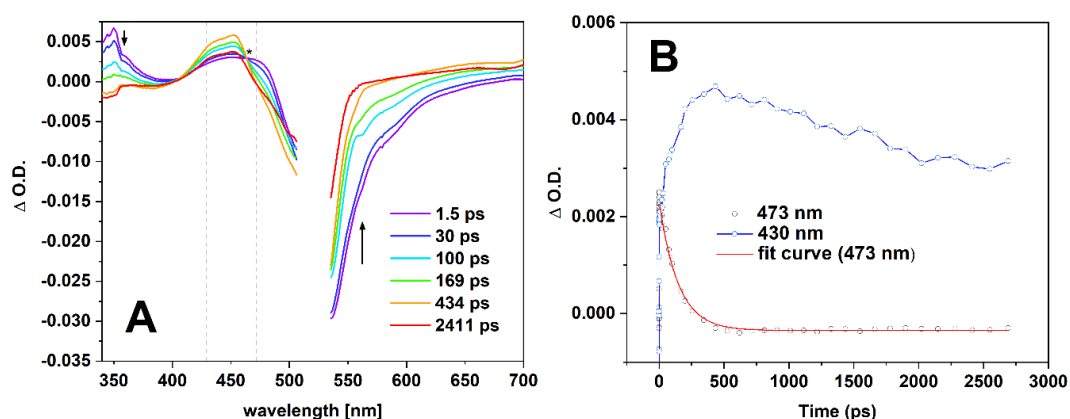 0.005
0.000
-0.005
-0.010
-0.015
-0.020
-0.025
-0.030
-0.035
Δ O.D.
*
1.5 ps
30 ps
100 ps
169 ps
434 ps
2411 ps
A
350 400 450 500 550 600 650 700
wavelength [nm]
0.006
0.004
0.002
0.000
Δ O.D.
B
473 nm
430 nm
fit curve (473 nm)
0 500 1000 1500 2000 2500 3000
Time (ps)